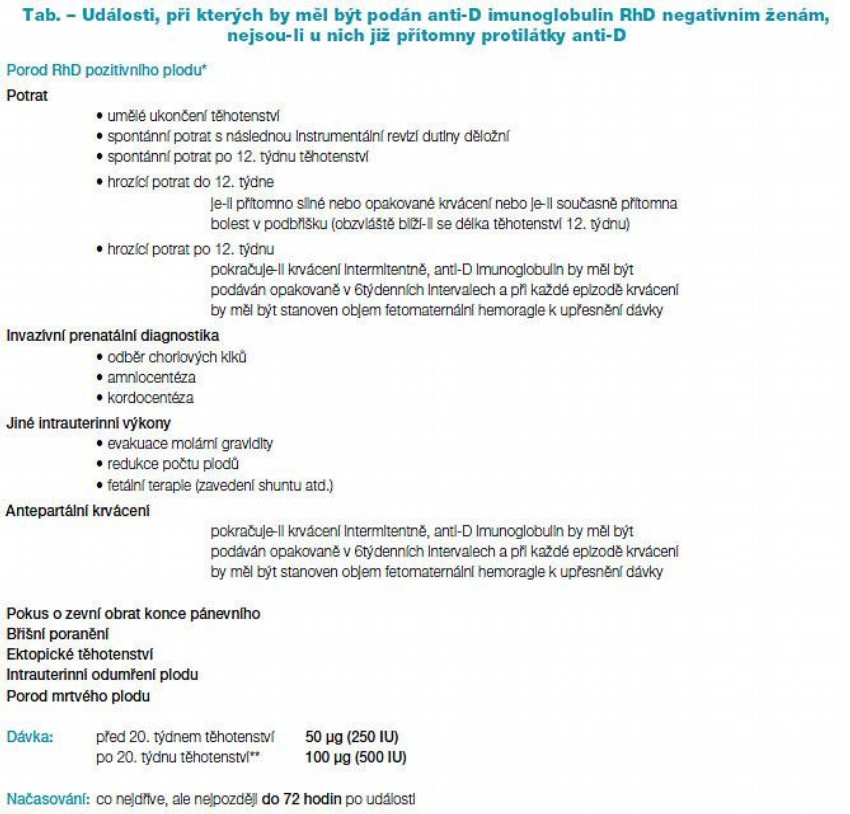 Tab. – Události, při kterých by měl být podán anti-D imunoglobulin RhD negativním ženám,
nejsou-li u nich již přítomny protilátky anti-D
Porod RhD pozitivního plodu*
Potrat
• umělé ukončení těhotenství
• spontánní potrat s následnou instrumentální revizí dutiny děložní
• spontánní potrat po 12. týdnu těhotenství
• hrozící potrat do 12. týdne
je-li přítomno silné nebo opakované krvácení nebo je-li současně přítomna
bolest v podbřišku (obzvláště blíží-li se délka těhotenství 12. týdnu)
• hrozící potrat po 12. týdnu
pokračuje-li krvácení intermitentně, anti-D imunoglobulin by měl být
podáván opakovaně v 6týdenních intervalech a při každé epizodě krvácení
by měl být stanoven objem fetomaternální hemoragie k upřesnění dávky
Invazivní prenatální diagnostika
• odběr choriových klků
• amniocentéza
• kordocentéza
Jiné intrauterinní výkony
• evakuace molární gravidity
• redukce počtu plodů
• fetální terapie (zavedení shuntu atd.)
Antepartální krvácení
pokračuje-li krvácení intermitentně, anti-D imunoglobulin by měl být
podáván opakovaně v 6týdenních intervalech a při každé epizodě krvácení
by měl být stanoven objem fetomaternální hemoragie k upřesnění dávky
Pokus o zevní obrat konce pánevního
Břišní poranění
Ektopické těhotenství
Intrauterinní odumření plodu
Porod mrtvého plodu
Dávka: před 20. týdnem těhotenství 50 µg (250 IU)
po 20. týdnu těhotenství** 100 µg (500 IU)
Načasování: co nejdříve, ale nejpozději do 72 hodin po události